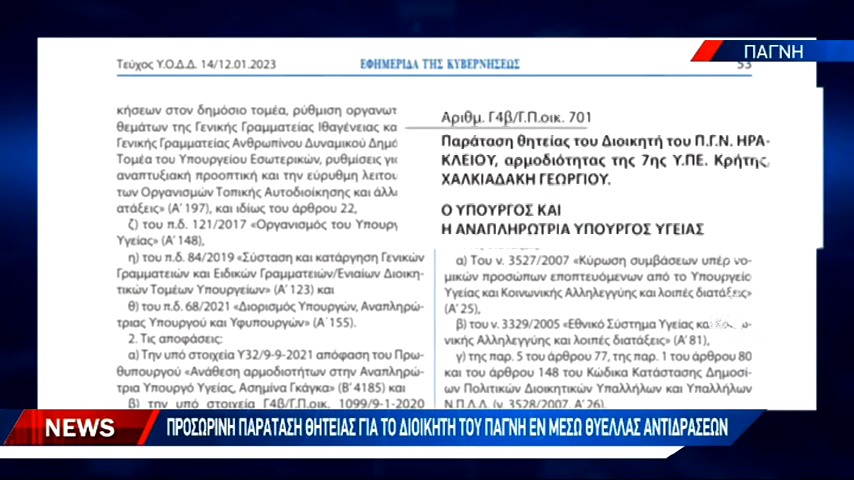 ΠΑΓΝΗ
Τεύχος Υ.Ο.Δ.Δ. 14/12.01.2023
ΕΦΗΜΕΡΙΔΑ ΤΗΣ ΚΥΒΕΡΝΗΣΕΩΣ
53
κήσεων στον δημόσιο τομέα, ρύθμιση οργανωτ
θεμάτων της Γενικής Γραμματείας Ιθαγένειας κα
Γενικής Γραμματείας Ανθρωπίνου Δυναμικού Δημό
Τομέα του Υπουργείου Εσωτερικών, ρυθμίσεις γι
αναπτυξιακή προοπτική και την εύρυθμη λειτου
των Οργανισμών Τοπικής Αυτοδιοίκησης και άλλ
ατάξεις» (Α' 197), και ιδίως του άρθρου 22,
ζ) του π.δ. 121/2017 «Οργανισμός του Υπουργ
Υγείας» (Α' 148),
η) του π.δ. 84/2019 «Σύσταση και κατάργηση Γενικών
Γραμματειών και Ειδικών Γραμματειών/Ενιαίων Διοικη-
τικών Τομέων Υπουργείων» (Α' 123) και
θ) του π.δ. 68/2021 «Διορισμός Υπουργών, Αναπληρω-
τριας Υπουργού και Υφυπουργών» (Α΄ 155).
2. Τις αποφάσεις:
α) Την υπό στοιχεία Υ32/9-9-2021 απόφαση του Πρω-
θυπουργού «Ανάθεση αρμοδιοτήτων στην Αναπληρώ-
τρια Υπουργό Υγείας, Ασημίνα Γκάγκα» (Β' 4185) και
β) την υπό στοιχεία Γ4β/Γ.Π.οικ. 1099/9-1-2020
Αριθμ. Γ4β/Γ.Π.οικ. 701
Παράταση θητείας του Διοικητή του Π.Γ.Ν. ΗΡΑ-
ΚΛΕΙΟΥ, αρμοδιότητας της 7ης Υ.ΠΕ. Κρήτης,
ΧΑΛΚΙΑΔΑΚΗ ΓΕΩΡΓΙΟΥ.
Ο ΥΠΟΥΡΓΟΣ ΚΑΙ
Η ΑΝΑΠΛΗΡΩΤΡΙΑ ΥΠΟΥΡΓΟΣ ΥΓΕΙΑΣ
α) Του ν. 3527/2007 «Κύρωση συμβάσεων υπέρ νο-
μικών προσώπων εποπτευόμενων από το Υπουργείο
Υγείας και Κοινωνικής Αλληλεγγύης και λοιπές διατάξεις»
(Α' 25),
β) του ν. 3329/2005 «Εθνικό Σύστημα Υγείας και
νικής Αλληλεγγύης και λοιπές διατάξεις» (Α' 81),
γ) της παρ. 5 του άρθρου 77, της παρ. 1 του άρθρου 80
και του άρθρου 148 του Κώδικα Κατάστασης Δημοσί-
ων Πολιτικών Διοικητικών Υπαλλήλων και Υπαλλήλων
Ν.Π.Δ.Δ. (ν. 3528/2007, Α' 26),
NEWS
ΠΡΟΣΩΡΙΝΗ ΠΑΡΑΤΑΣΗ ΘΗΤΕΙΑΣ ΓΙΑ ΤΟ ΔΙΟΙΚΗΤΗ ΤΟΥ ΠΑΓΝΗ ΕΝ ΜΕΣΩ ΘΥΕΛΛΑΣ ΑΝΤΙΔΡΑΣΕΩΝ